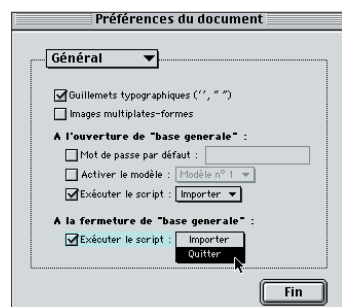 Préférences du document
Général
Guillemets typographiques (‘’, “ ”)
Images multiplates-formes
A l'ouverture de "base generale" :
Mot de passe par défaut :
Activer le modèle : Modèle n° 1
Exécuter le script : Importer
A la fermeture de "base generale" :
Exécuter le script : Importer
Quitter
Fin